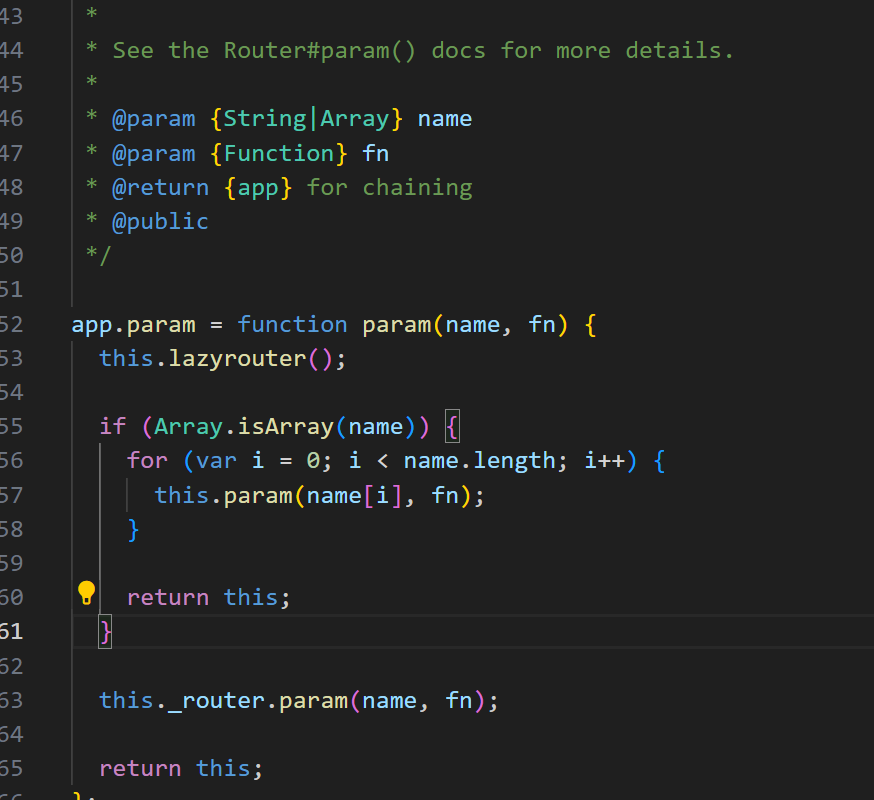 43 *
44 * See the Router#param() docs for more details.
45 *
46 * @param {String|Array} name
47 * @param {Function} fn
48 * @return {app} for chaining
49 * @public
50 */
51
52 app.param = function param(name, fn) {
53 this.lazyrouter();
54
55 if (Array.isArray(name)) {
56 for (var i = 0; i < name.length; i++) {
57 this.param(name[i], fn);
58 }
59
60 return this;
61 }
62
63 this._router.param(name, fn);
64
65 return this;
66 };